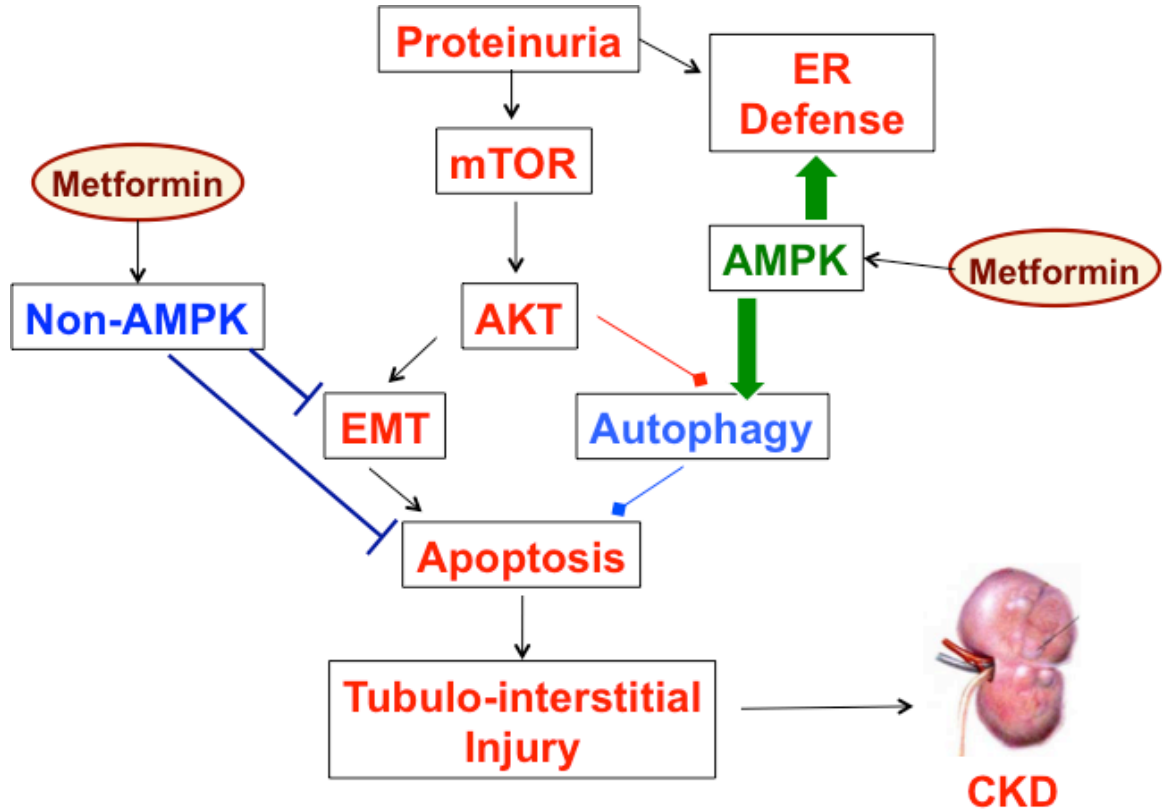 Proteinuria
ER
Defense
mTOR
Metformin
AMPK
Metformin
Non-AMPK
AKT
EMT
Autophagy
Apoptosis
Tubulo-interstitial
Injury
CKD